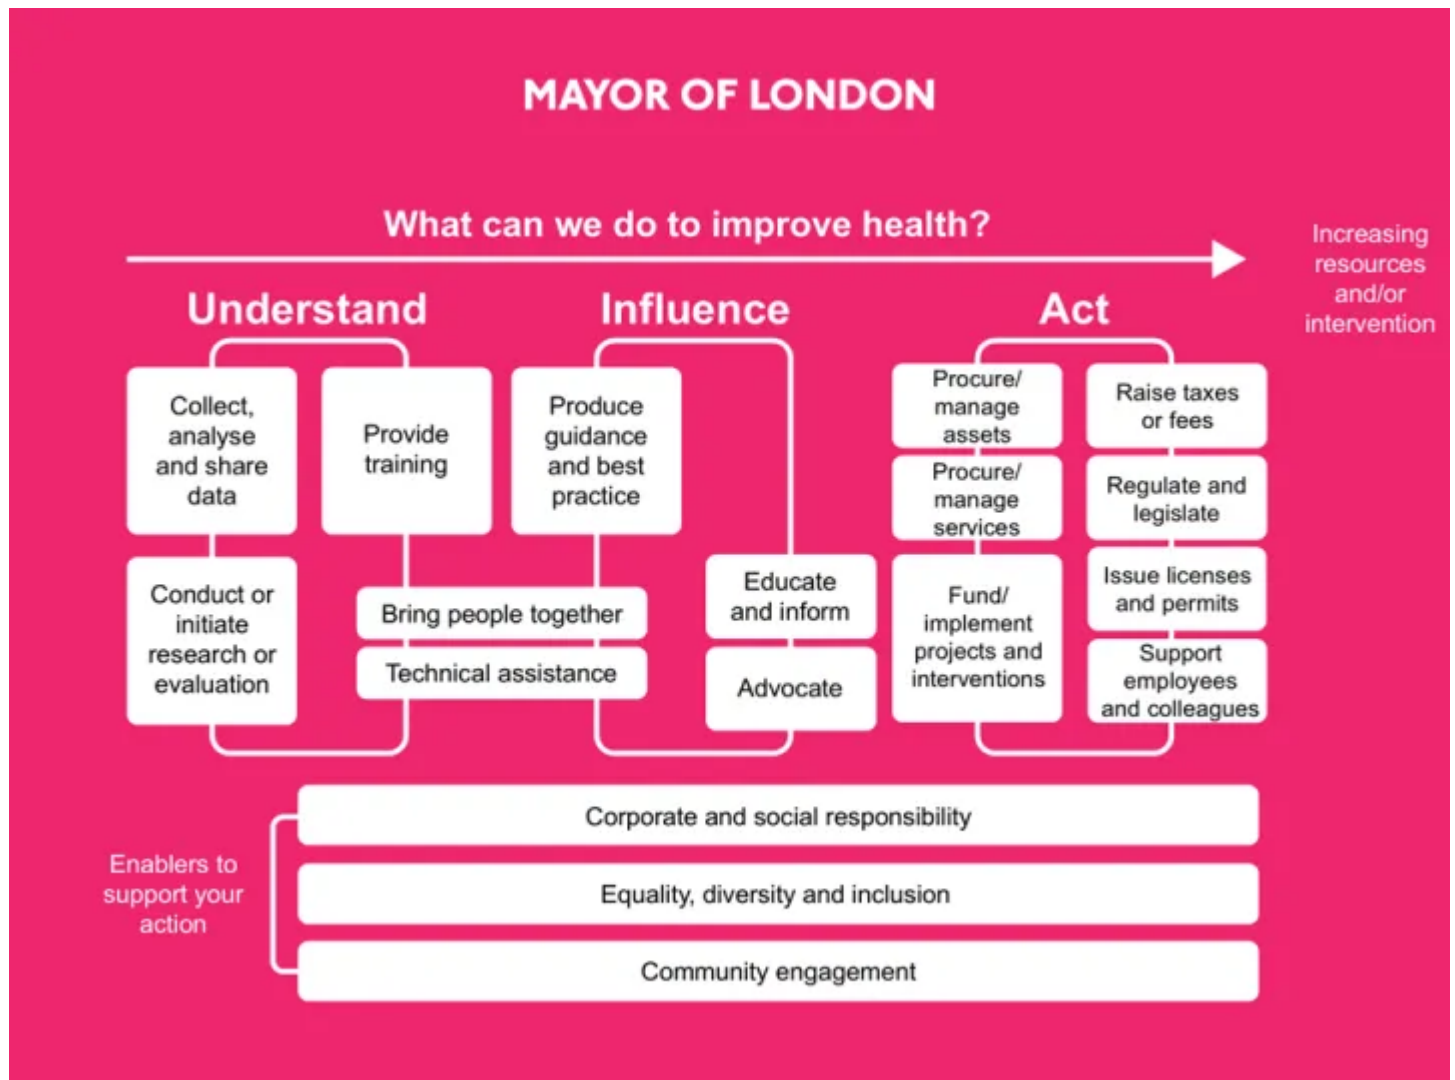 MAYOR OF LONDON
What can we do to improve health?
Increasing
resources
and/or
intervention
Understand
Influence
Act
Collect,
analyse
and share
data
Provide
training
Conduct or
initiate
research or
evaluation
Bring people together
Technical assistance
Produce
guidance
and best
practice
Educate
and inform
Advocate
Procure/
manage
assets
Procure/
manage
services
Fund/
implement
projects and
interventions
Raise taxes
or fees
Regulate and
legislate
Issue licenses
and permits
Support
employees
and colleagues
Enablers to
support your
action
Corporate and social responsibility
Equality, diversity and inclusion
Community engagement